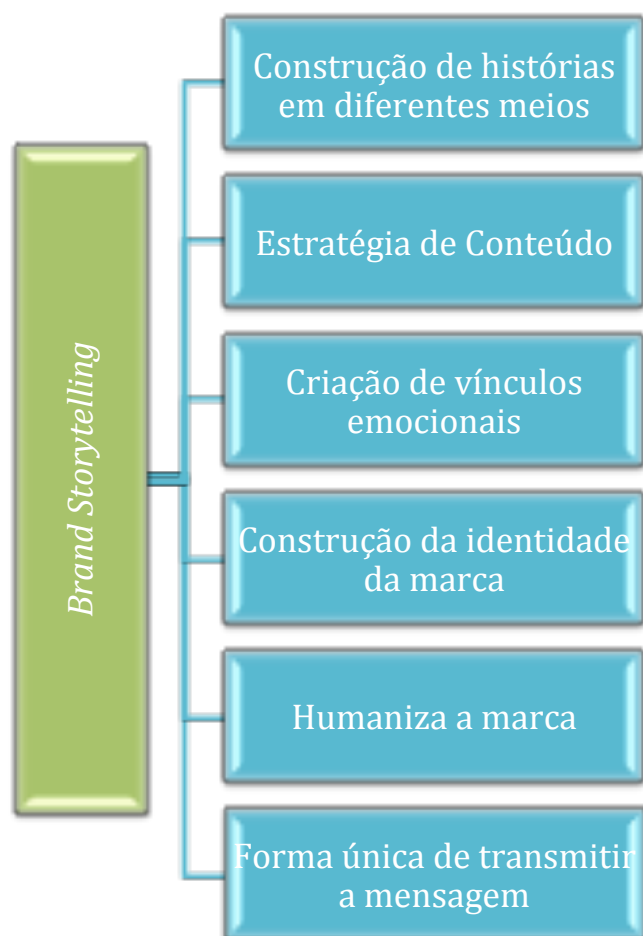 Brand Storytelling
Construção de histórias
em diferentes meios
Estratégia de Conteúdo
Criação de vínculos
emocionais
Construção da identidade
da marca
Humaniza a marca
Forma única de transmitir
a mensagem